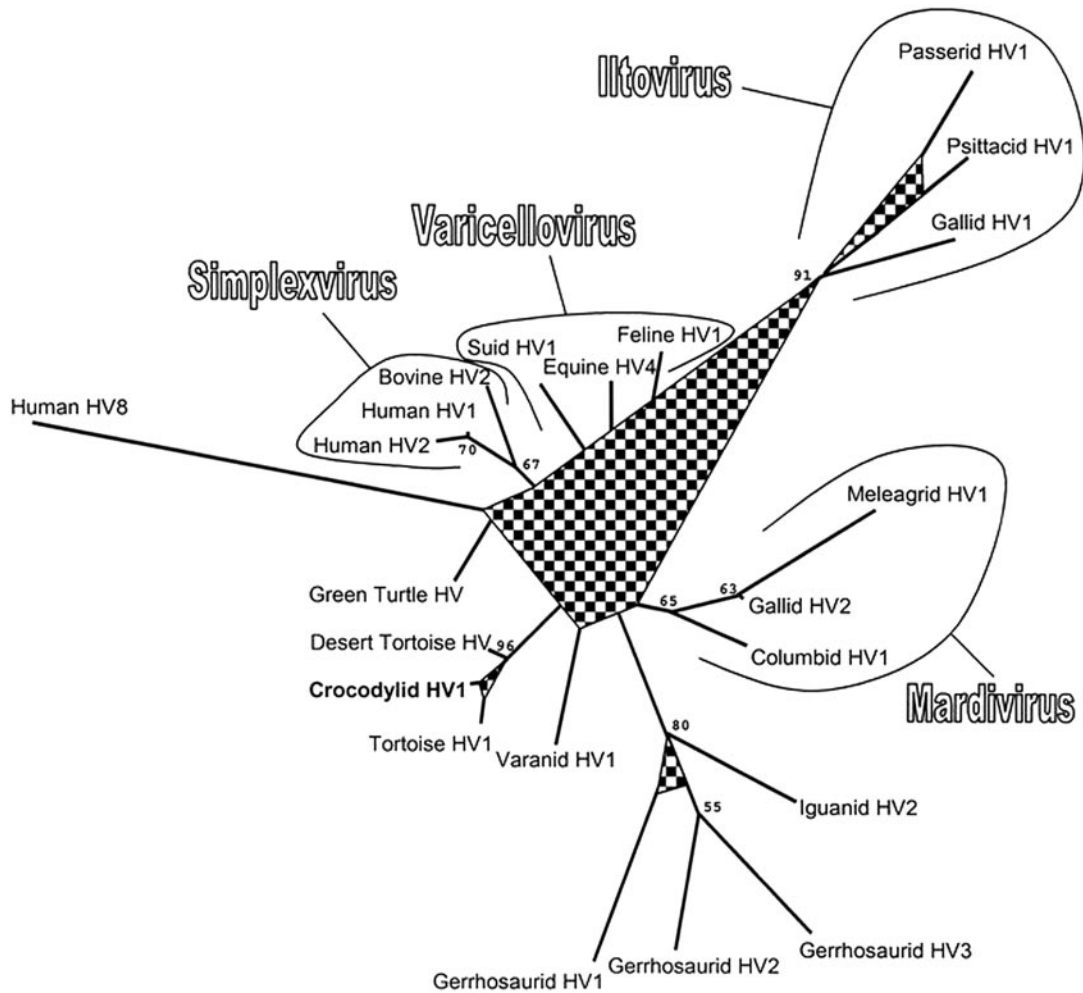 Iltovirus
Passerid HV1
Psittacid HV1
Gallid HV1
91
Varicellovirus
Simplexvirus
Suid HV1
Feline HV1
Equine HV4
Bovine HV2
Human HV1
Human HV2
70
67
Human HV8
Meleagrid HV1
63
65
Gallid HV2
Columbid HV1
Mardivirus
Green Turtle HV
Desert Tortoise HV
96
Crocodylid HV1
Tortoise HV1
Varanid HV1
80
Iguanid HV2
55
Gerrhosaurid HV3
Gerrhosaurid HV2
Gerrhosaurid HV1